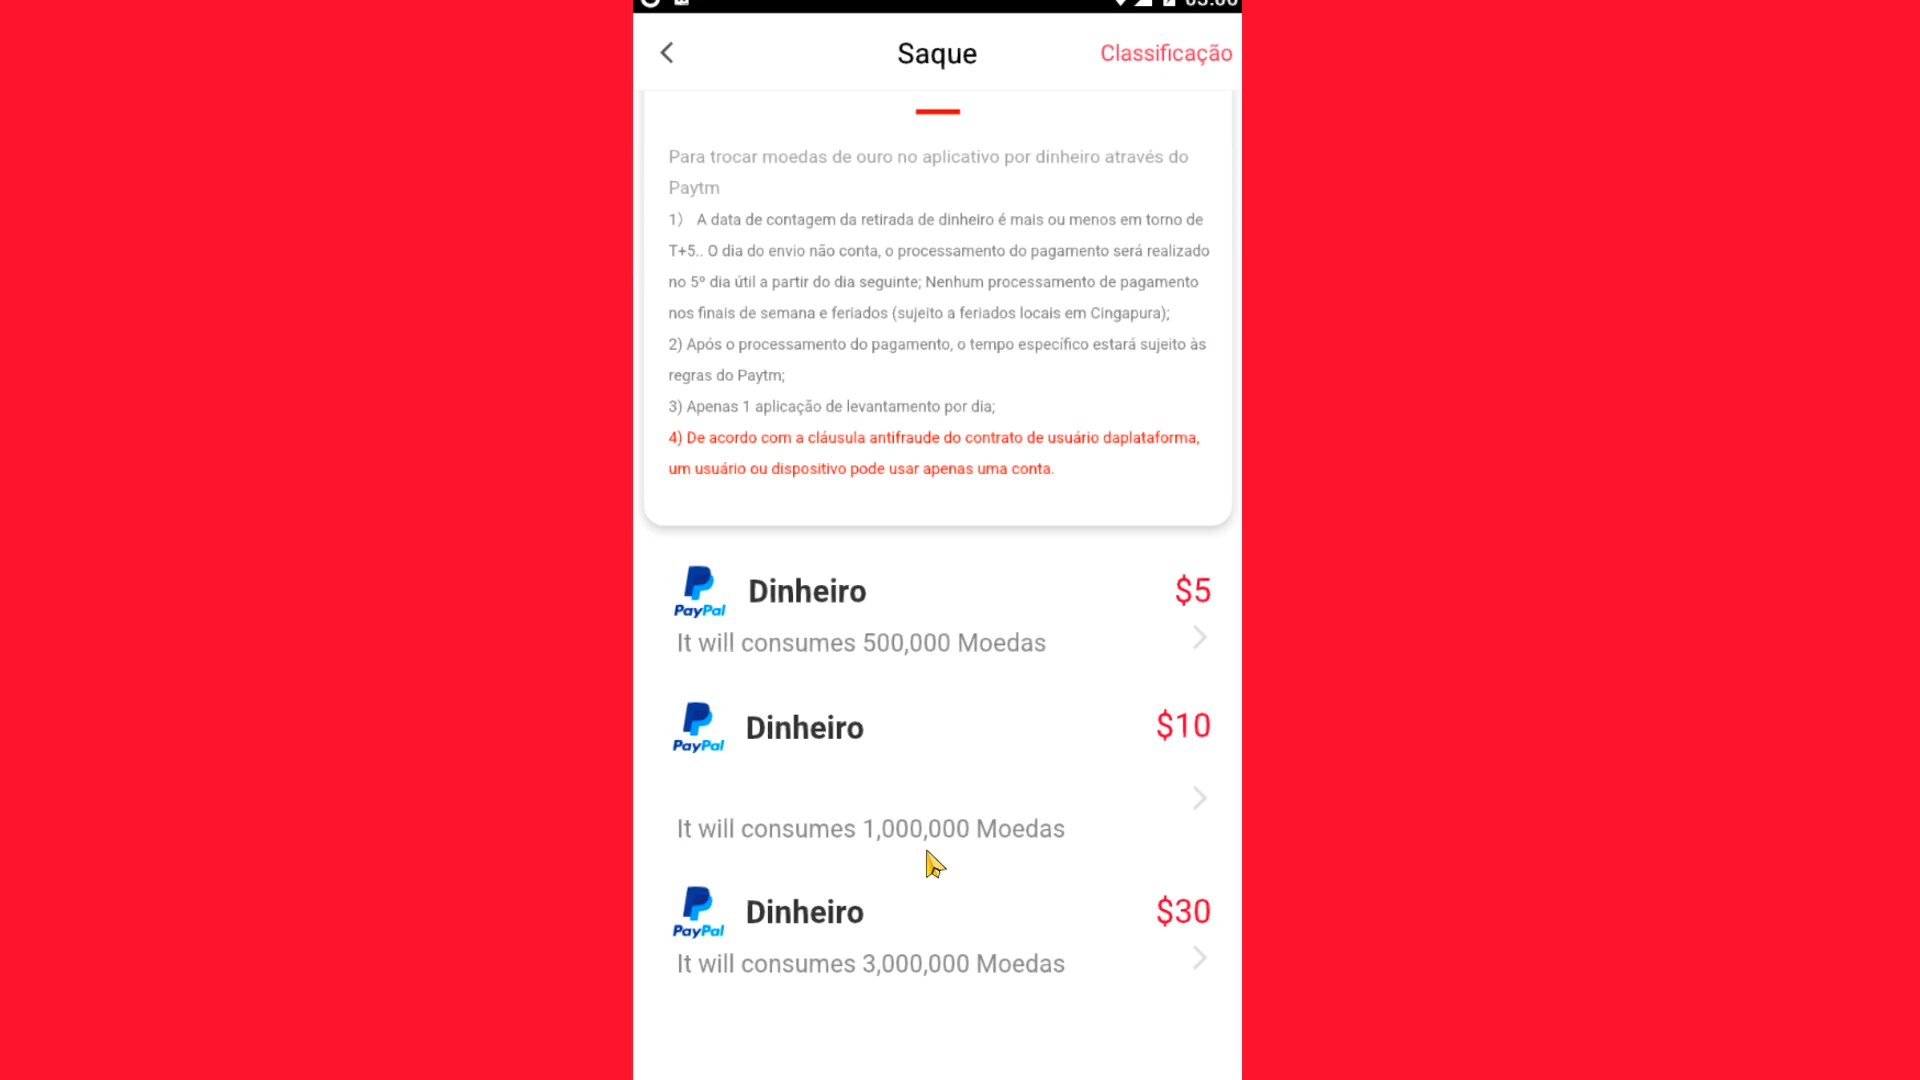 Saque
Classificação
Para trocar moedas de ouro no aplicativo por dinheiro através do
Paytm
1） A data de contagem da retirada de dinheiro é mais ou menos em torno de
T+5.. O dia do envio não conta, o processamento do pagamento será realizado
no 5º dia útil a partir do dia seguinte; Nenhum processamento de pagamento
nos finais de semana e feriados (sujeito a feriados locais em Cingapura);
2) Após o processamento do pagamento, o tempo específico estará sujeito às
regras do Paytm;
3) Apenas 1 aplicação de levantamento por dia;
4) De acordo com a cláusula antifraude do contrato de usuário daplataforma,
um usuário ou dispositivo pode usar apenas uma conta.
PayPal Dinheiro $5
It will consumes 500,000 Moedas
PayPal Dinheiro $10
It will consumes 1,000,000 Moedas
PayPal Dinheiro $30
It will consumes 3,000,000 Moedas